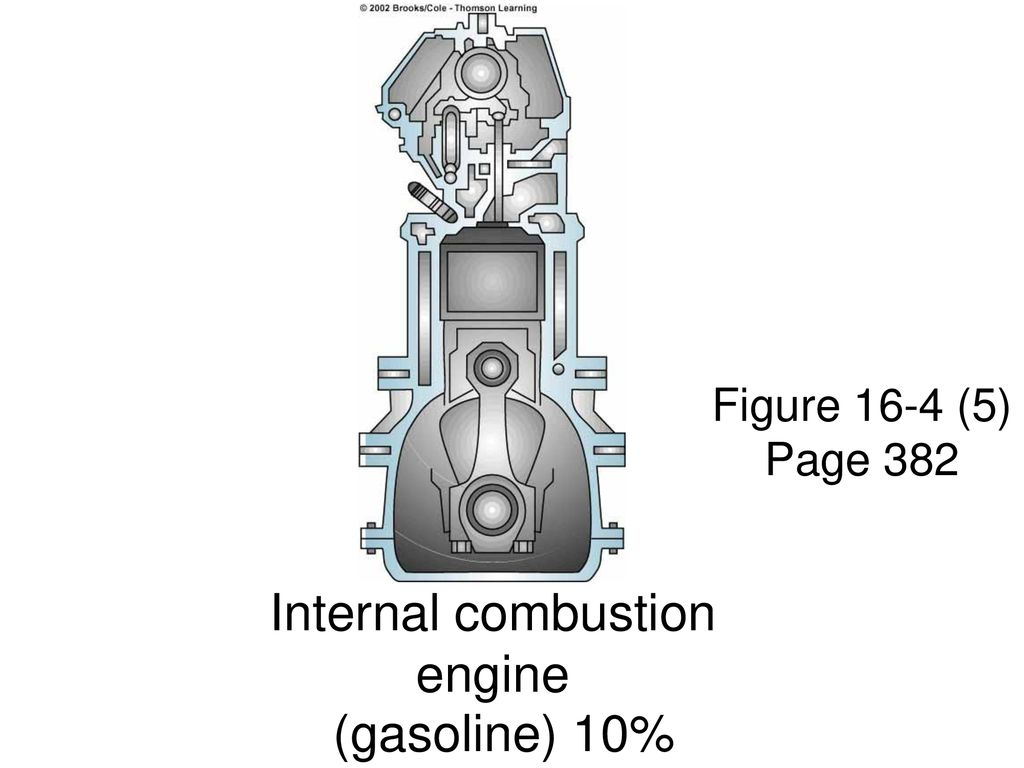 © 2002 Brooks/Cole - Thomson Learning
Figure 16-4 (5)
Page 382
Internal combustion
engine
(gasoline) 10%